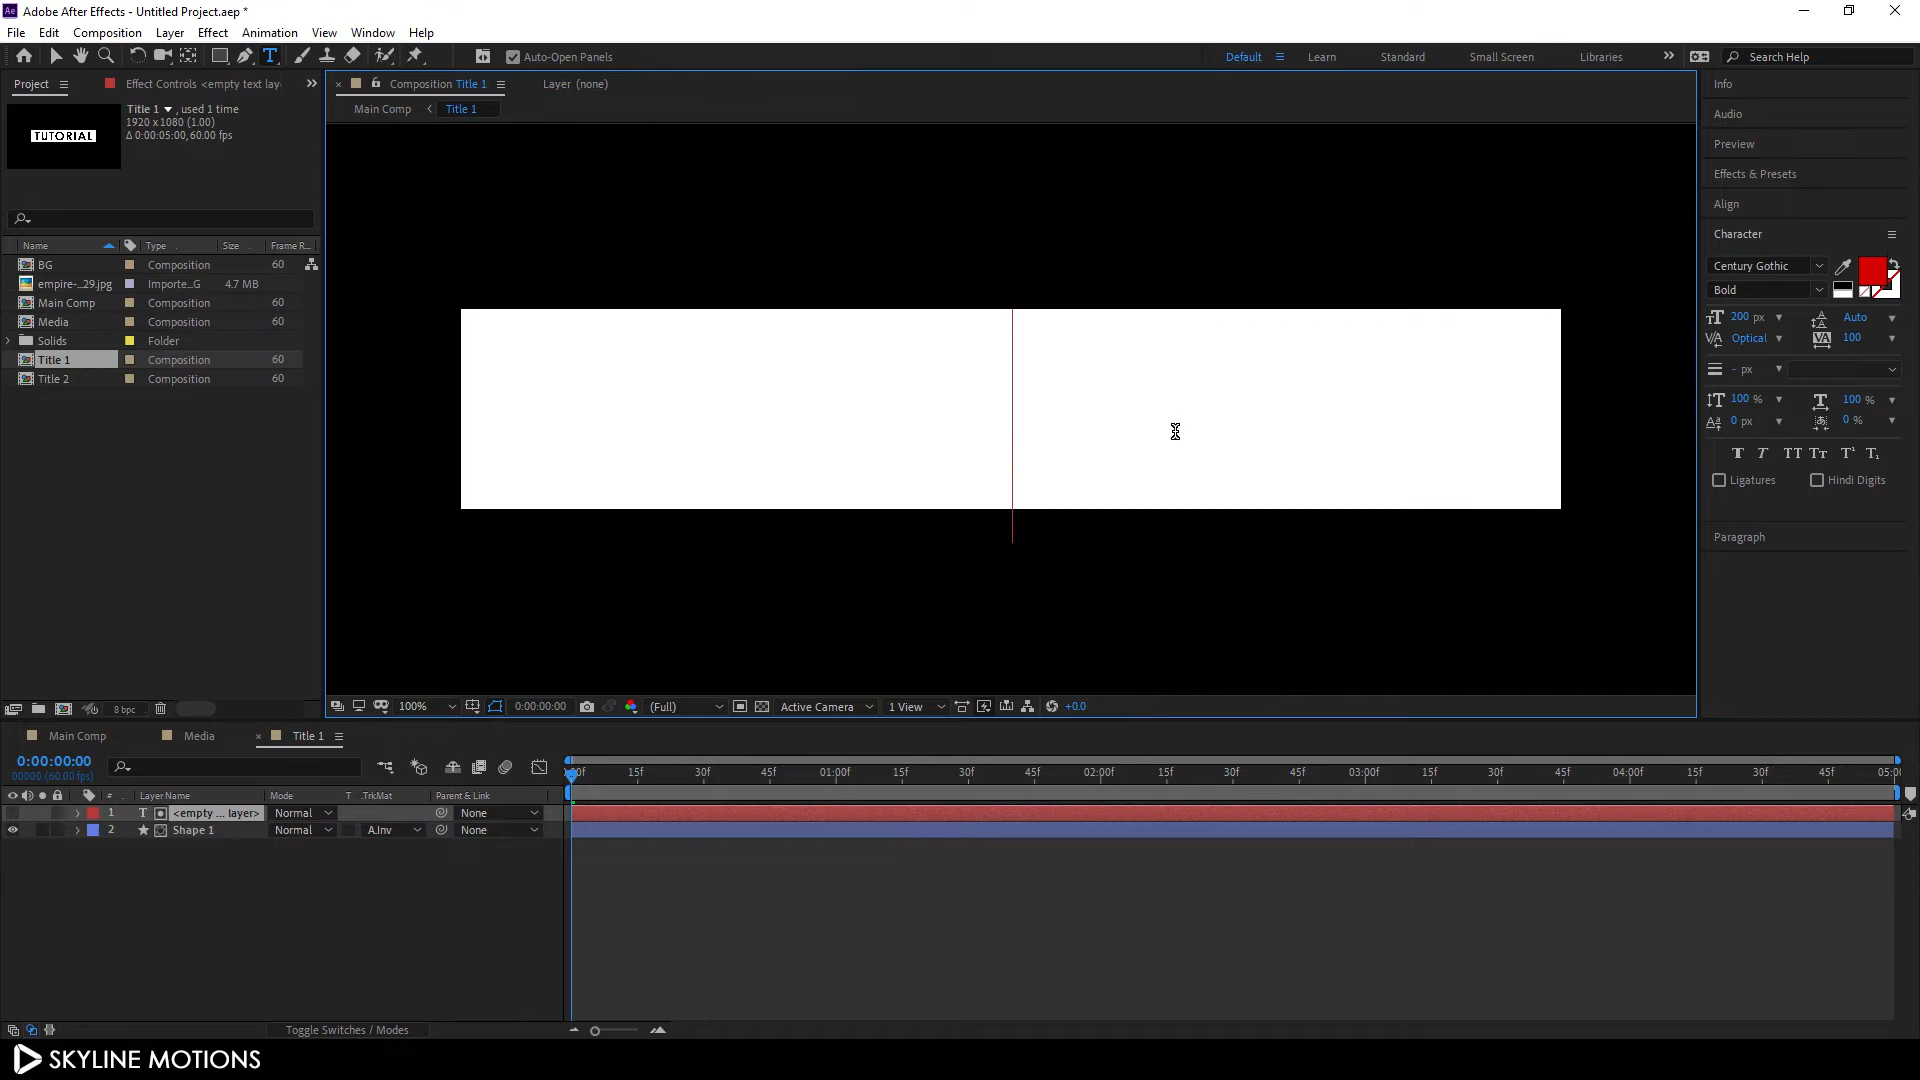 Adobe After Effects - Untitled Project.aep *
File Edit Composition Layer Effect Animation View Window Help
Auto-Open Panels
Default Learn Standard Small Screen Libraries Search Help
Project Effect Controls <empty text lay
Composition Title 1 Layer (none)
Main Comp Title 1
Title 1 , used 1 time
1920 x 1080 (1.00)
Δ 0:00:05:00, 60.00 fps
TUTORIAL
Name Type Size Frame R...
BG Composition 60
empire-...29.jpg Importe...G 4.7 MB
Main Comp Composition 60
Media Composition 60
Solids Folder
Title 1 Composition 60
Title 2 Composition 60
8 bpc
100% 0:00:00:00 (Full) Active Camera 1 View +0.0
Info
Audio
Preview
Effects & Presets
Align
Character
Century Gothic
Bold
200 px Auto
Optical 100
- px
100 % 100 %
0 px 0 %
Ligatures Hindi Digits
Paragraph
Main Comp Media Title 1
0:00:00:00
00000 (60.00 fps)
# Layer Name Mode T .TrkMat Parent & Link
1 <empty ... layer> Normal None
2 Shape 1 Normal A.Inv None
:00f 15f 30f 45f 01:00f 15f 30f 45f 02:00f 15f 30f 45f 03:00f 15f 30f 45f 04:00f 15f 30f 45f 05:00
Toggle Switches / Modes
SKYLINE MOTIONS